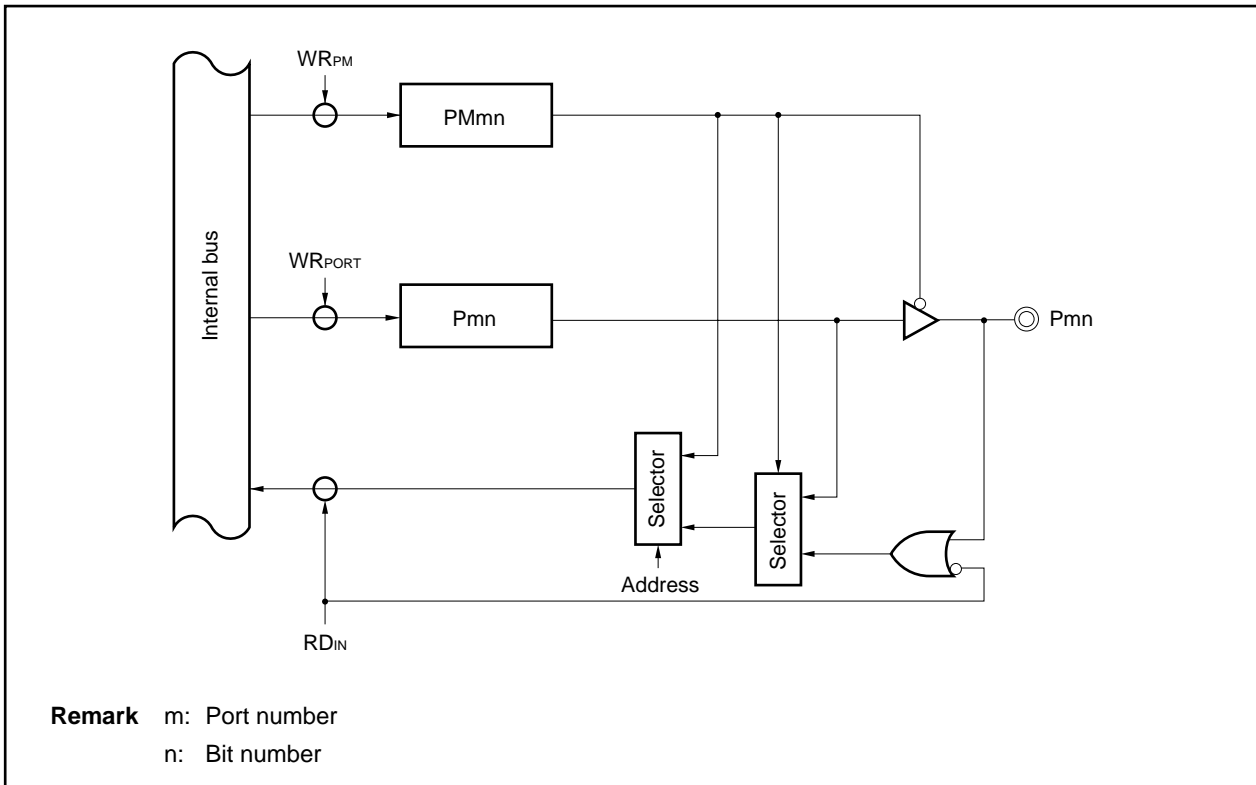 WRPM
PMmn
Internal bus
WRPORT
Pmn
Pmn
Selector
Selector
Address
RDIN
Remark m: Port number
n: Bit number